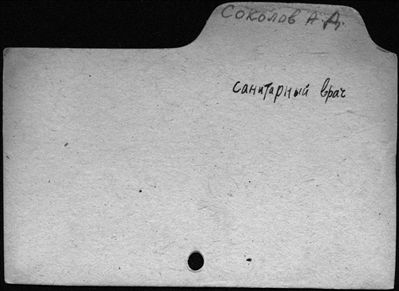 Соколов А. Д.
санитарный врач